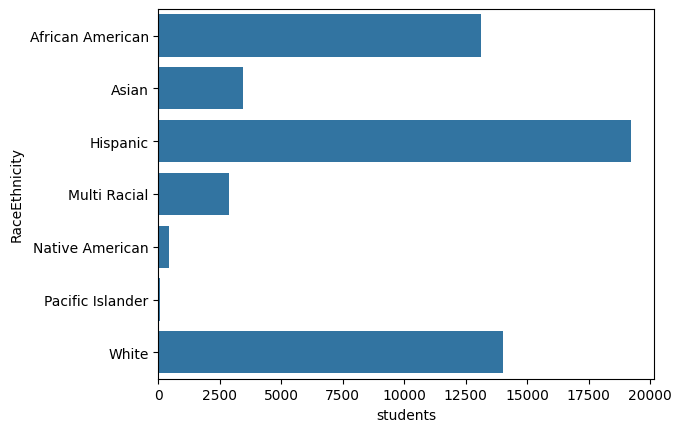 RaceEthnicity
African American
Asian
Hispanic
Multi Racial
Native American
Pacific Islander
White
0 2500 5000 7500 10000 12500 15000 17500 20000
students